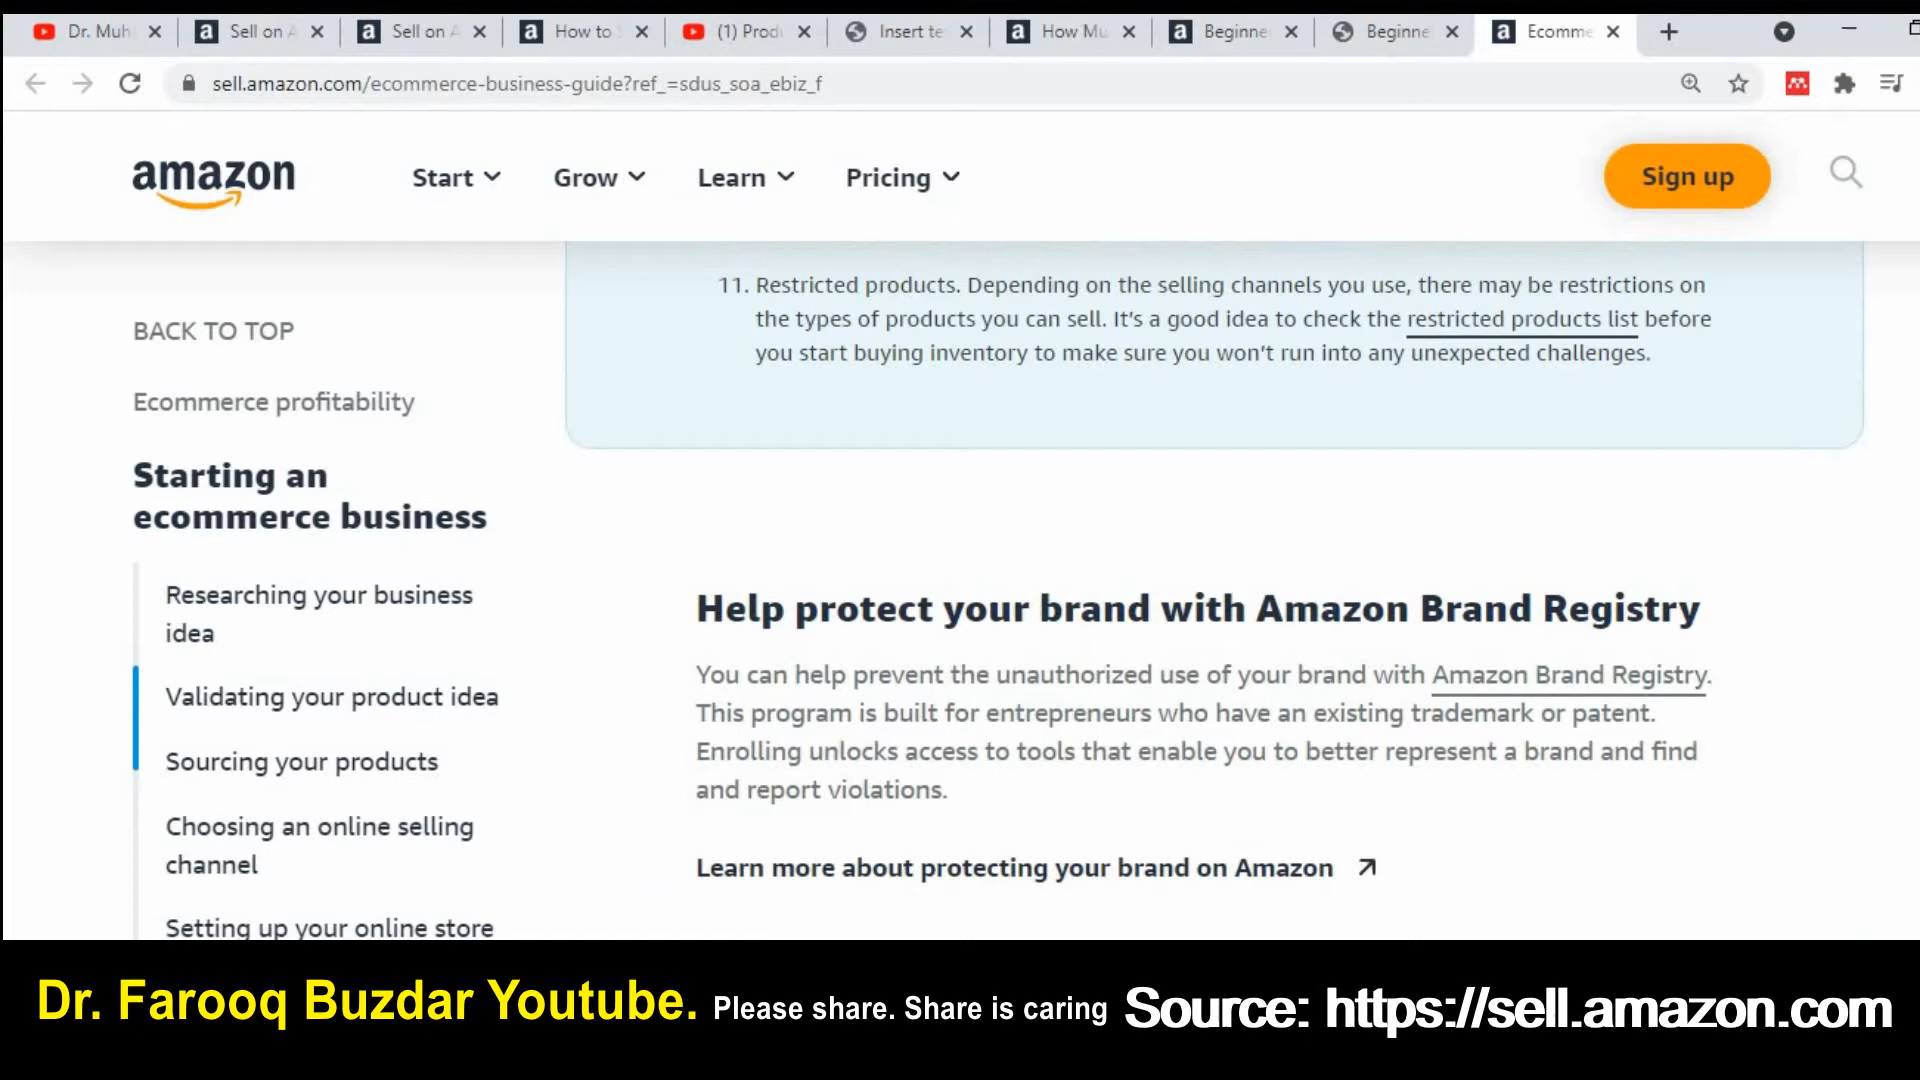 Dr. Muh
Sell on A
Sell on A
How to S
(1) Prod
Insert te
How Mu
Beginne
Beginne
Ecomme
sell.amazon.com/ecommerce-business-guide?ref_=sdus_soa_ebiz_f
amazon
Start
Grow
Learn
Pricing
Sign up
11. Restricted products. Depending on the selling channels you use, there may be restrictions on
the types of products you can sell. It's a good idea to check the restricted products list before
you start buying inventory to make sure you won't run into any unexpected challenges.
BACK TO TOP
Ecommerce profitability
Starting an
ecommerce business
Researching your business
idea
Validating your product idea
Sourcing your products
Choosing an online selling
channel
Setting up your online store
Help protect your brand with Amazon Brand Registry
You can help prevent the unauthorized use of your brand with Amazon Brand Registry.
This program is built for entrepreneurs who have an existing trademark or patent.
Enrolling unlocks access to tools that enable you to better represent a brand and find
and report violations.
Learn more about protecting your brand on Amazon
Dr. Farooq Buzdar Youtube. Please share. Share is caring Source: https://sell.amazon.com